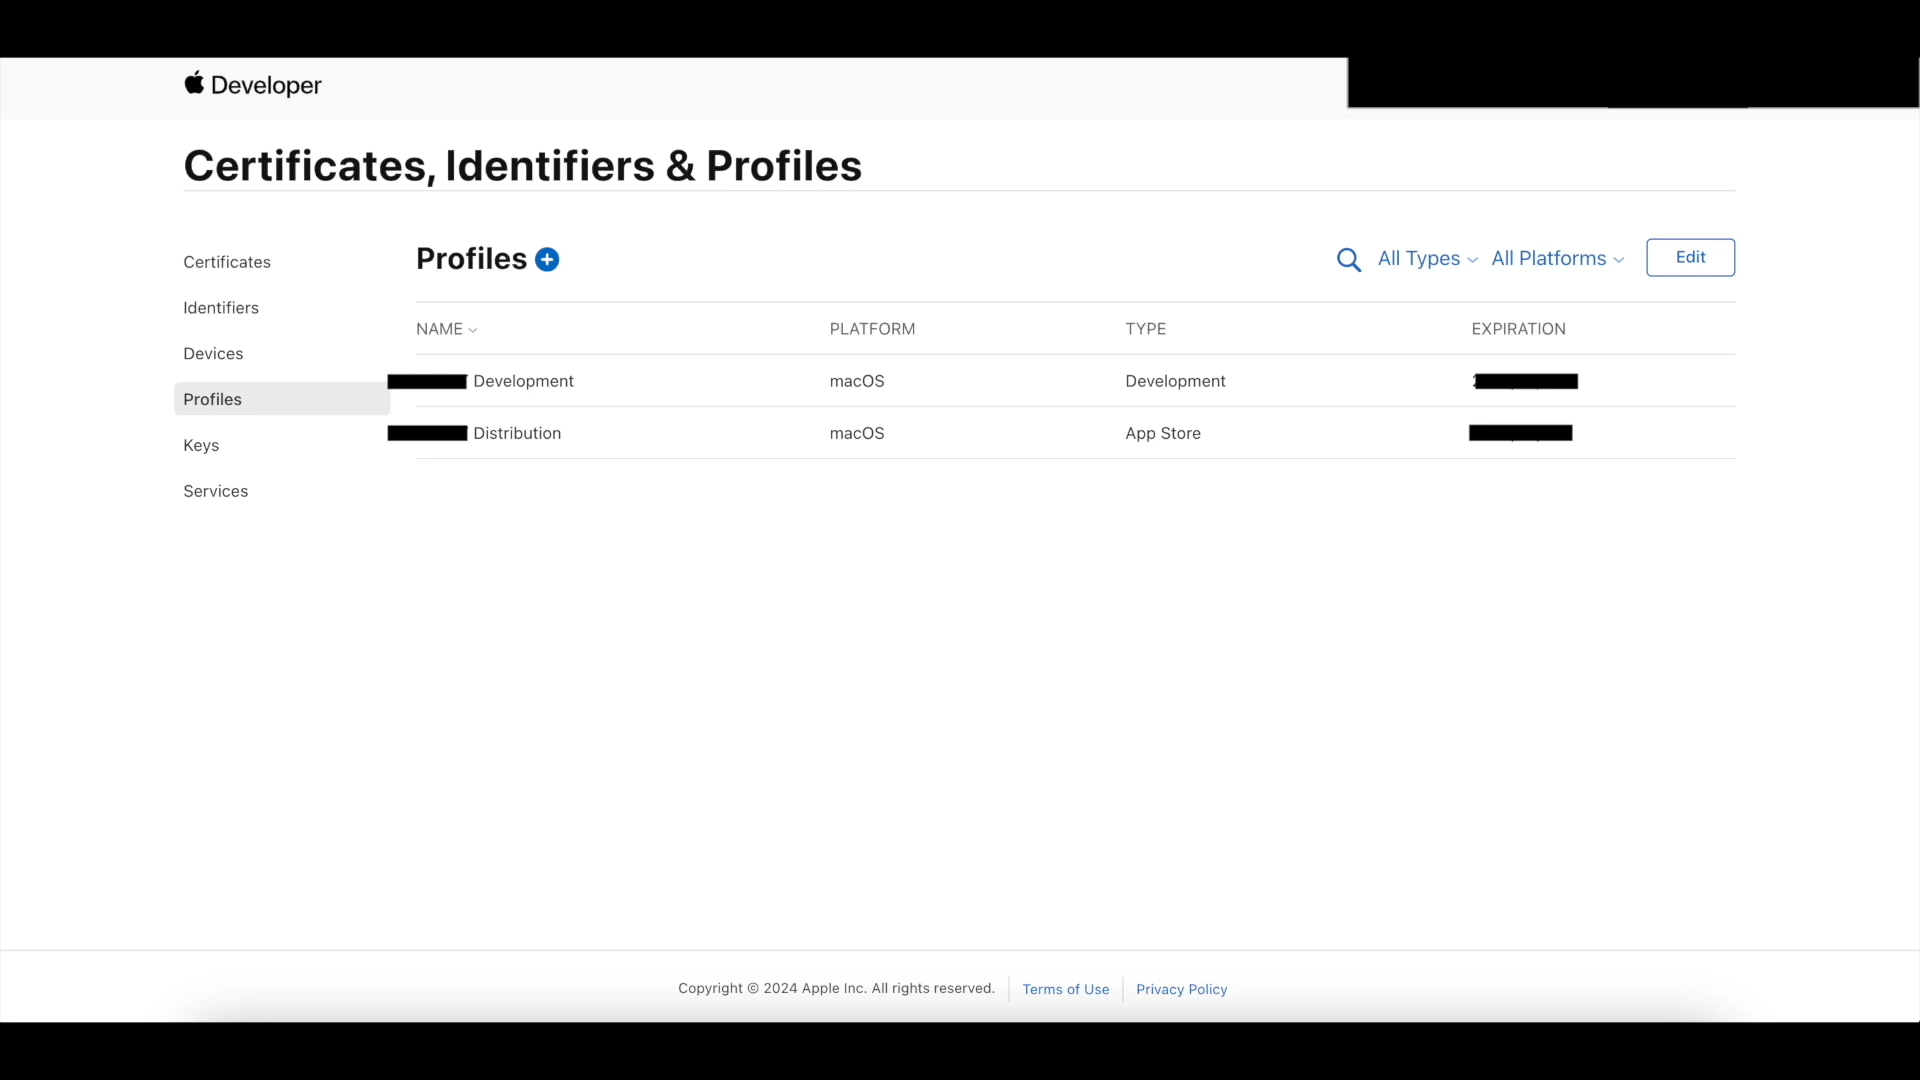 Developer
Certificates, Identifiers & Profiles
Certificates
Identifiers
Devices
Profiles
Keys
Services
Profiles
All Types
All Platforms
Edit
NAME PLATFORM TYPE EXPIRATION
Development macOS Development
Distribution macOS App Store
Copyright © 2024 Apple Inc. All rights reserved. Terms of Use Privacy Policy